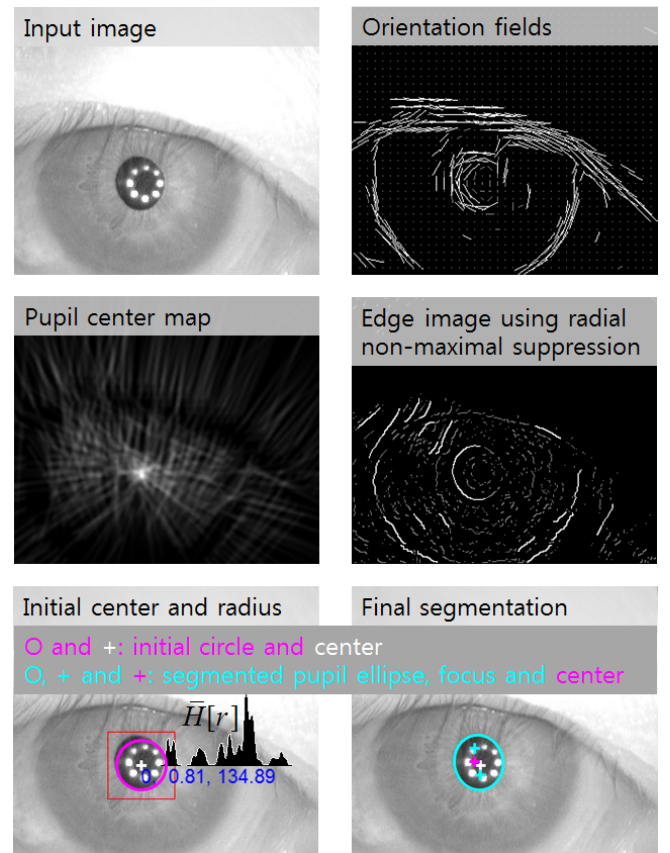 Input image
Orientation fields
Pupil center map
Edge image using radial
non-maximal suppression
Initial center and radius
Final segmentation
O and +: initial circle and center
O, + and +: segmented pupil ellipse, focus and center
H̅[r]
0, 0.81, 134.89